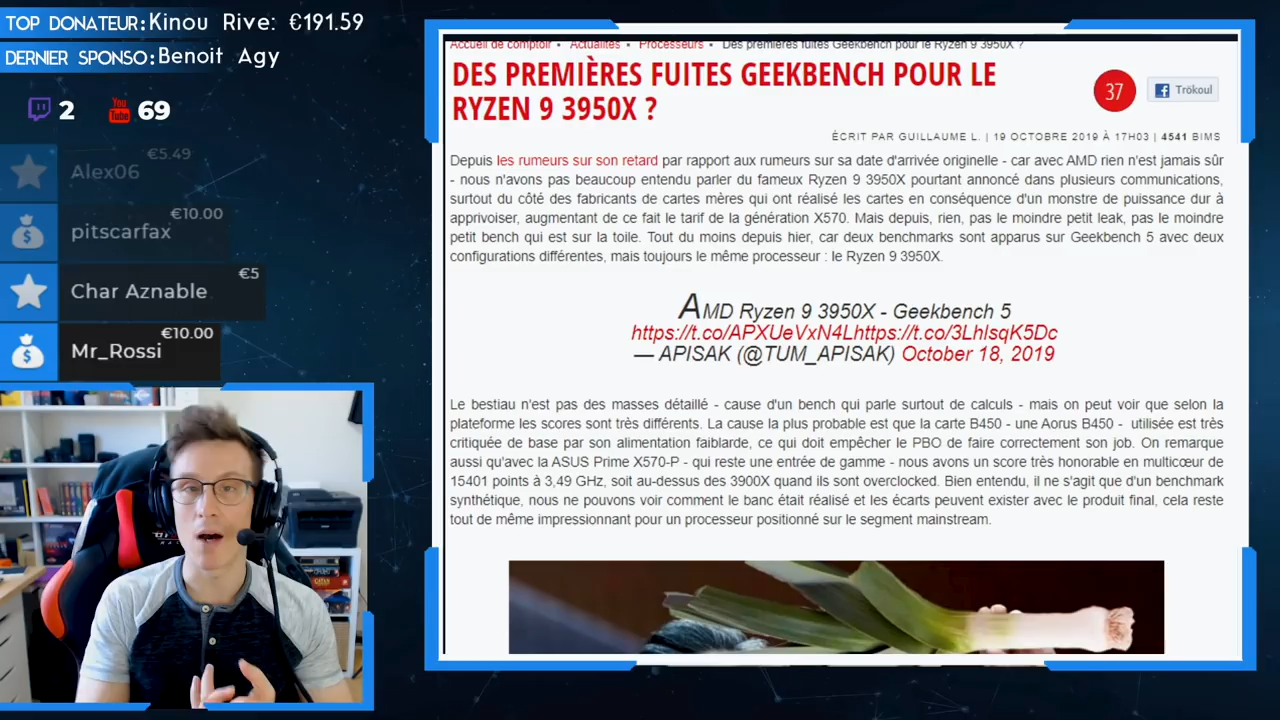 TOP DONATEUR: Kinou Rive: €191.59
DERNIER SPONSO: Benoit Agy
2 You Tube 69
€5.49
Alex06
€10.00
pitscarfax
€5
Char Aznable
€10.00
Mr_Rossi
Accueil de comptoir • Actualités • Processeurs • Des premières fuites Geekbench pour le Ryzen 9 3950X ?
DES PREMIÈRES FUITES GEEKBENCH POUR LE
RYZEN 9 3950X ?
37
Trökoul
ÉCRIT PAR GUILLAUME L. | 19 OCTOBRE 2019 À 17H03 | 4541 BIMS
Depuis les rumeurs sur son retard par rapport aux rumeurs sur sa date d'arrivée originelle - car avec AMD rien n'est jamais sûr
- nous n'avons pas beaucoup entendu parler du fameux Ryzen 9 3950X pourtant annoncé dans plusieurs communications,
surtout du côté des fabricants de cartes mères qui ont réalisé les cartes en conséquence d'un monstre de puissance dur à
apprivoiser, augmentant de ce fait le tarif de la génération X570. Mais depuis, rien, pas le moindre petit leak, pas le moindre
petit bench qui est sur la toile. Tout du moins depuis hier, car deux benchmarks sont apparus sur Geekbench 5 avec deux
configurations différentes, mais toujours le même processeur : le Ryzen 9 3950X.
AMD Ryzen 9 3950X - Geekbench 5
https://t.co/APXUeVxN4Lhttps://t.co/3LhlsqK5Dc
— APISAK (@TUM_APISAK) October 18, 2019
Le bestiau n'est pas des masses détaillé - cause d'un bench qui parle surtout de calculs - mais on peut voir que selon la
plateforme les scores sont très différents. La cause la plus probable est que la carte B450 - une Aorus B450 - utilisée est très
critiquée de base par son alimentation faiblarde, ce qui doit empêcher le PBO de faire correctement son job. On remarque
aussi qu'avec la ASUS Prime X570-P - qui reste une entrée de gamme - nous avons un score très honorable en multicœur de
15401 points à 3,49 GHz, soit au-dessus des 3900X quand ils sont overclocked. Bien entendu, il ne s'agit que d'un benchmark
synthétique, nous ne pouvons voir comment le banc était réalisé et les écarts peuvent exister avec le produit final, cela reste
tout de même impressionnant pour un processeur positionné sur le segment mainstream.
CATAN